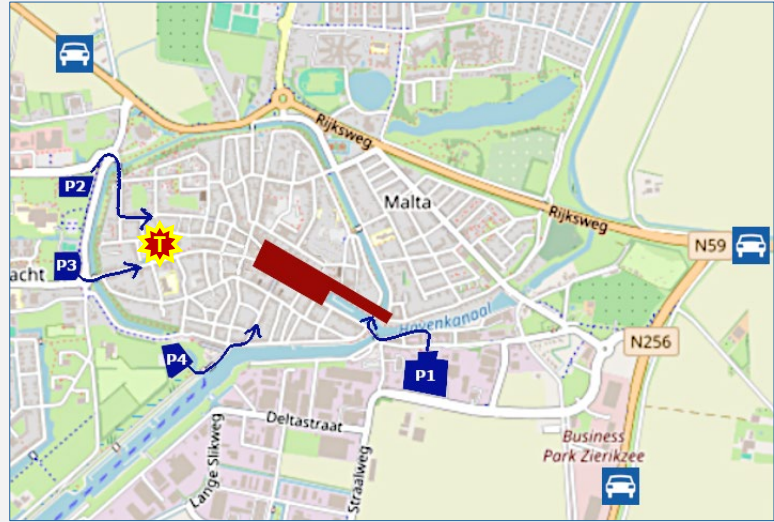 Rijksweg
P2
Malta
Rijksweg
T
N59
P3
acht
Havenkanaal
N256
P4
P1
Deltastraat
Lange Slikweg
Straalweg
Business
Park Zierikzee